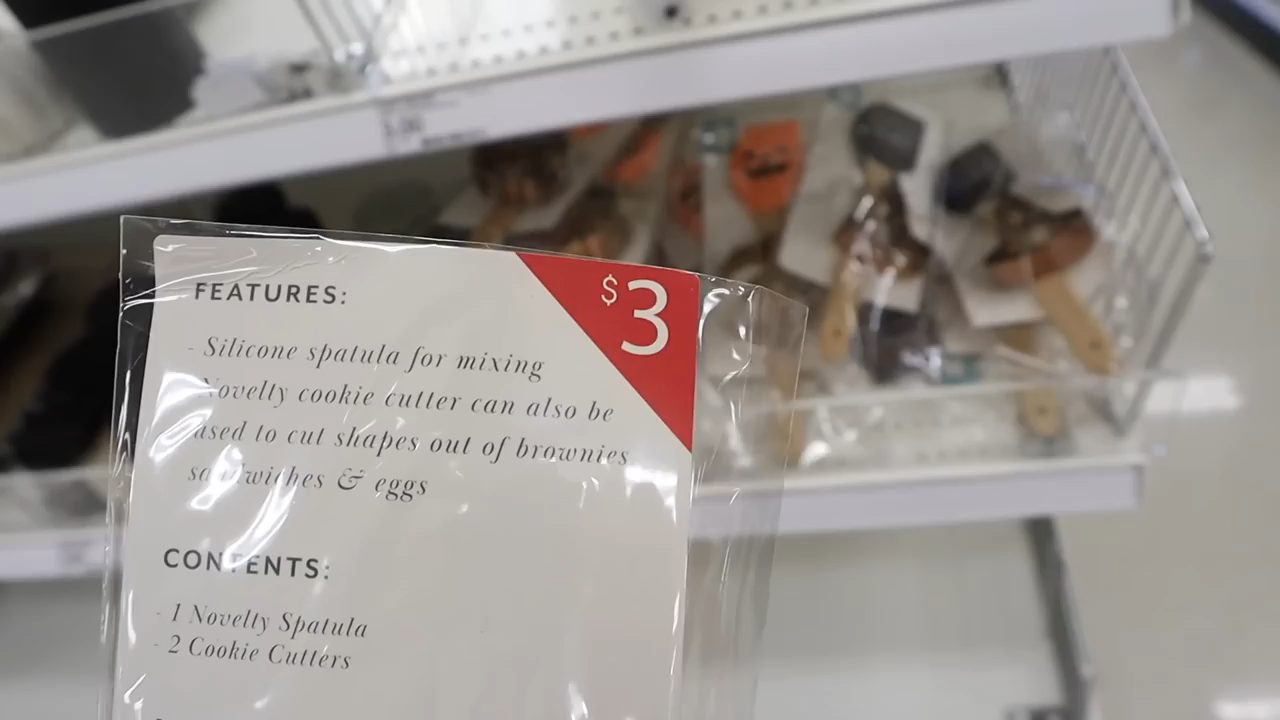 FEATURES:
$3
- Silicone spatula for mixing
Novelty cookie cutter can also be
used to cut shapes out of brownies
sandwiches & eggs
CONTENTS:
- 1 Novelty Spatula
- 2 Cookie Cutters